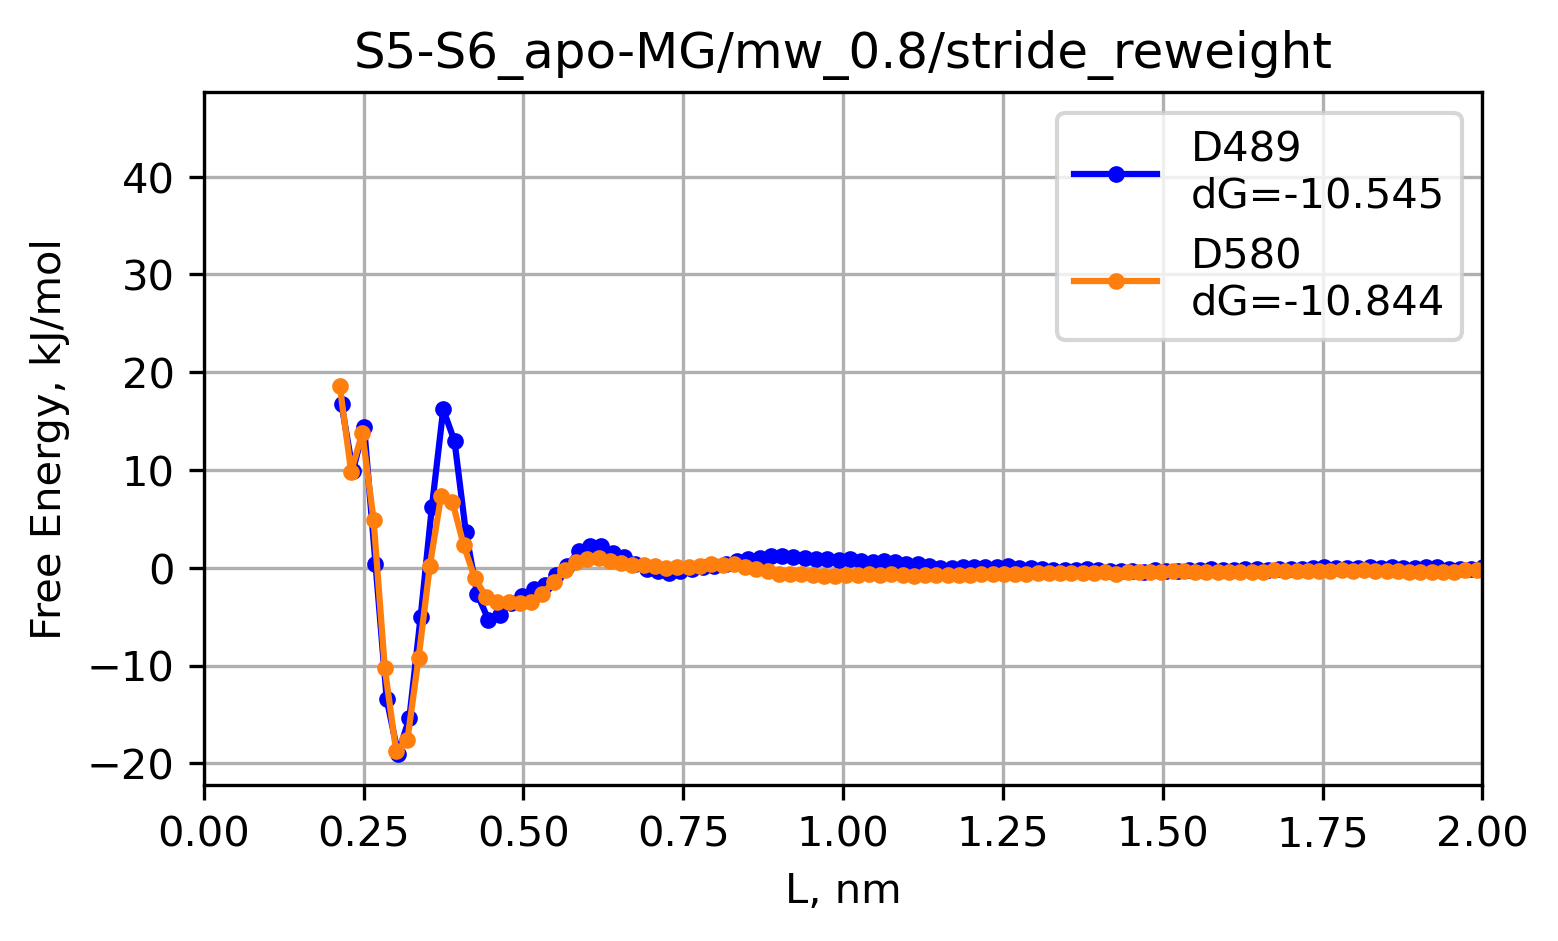 S5-S6_apo-MG/mw_0.8/stride_reweight
D489
dG=-10.545
D580
dG=-10.844
Free Energy, kJ/mol
40
30
20
10
0
−10
−20
0.00 0.25 0.50 0.75 1.00 1.25 1.50 1.75 2.00
L, nm